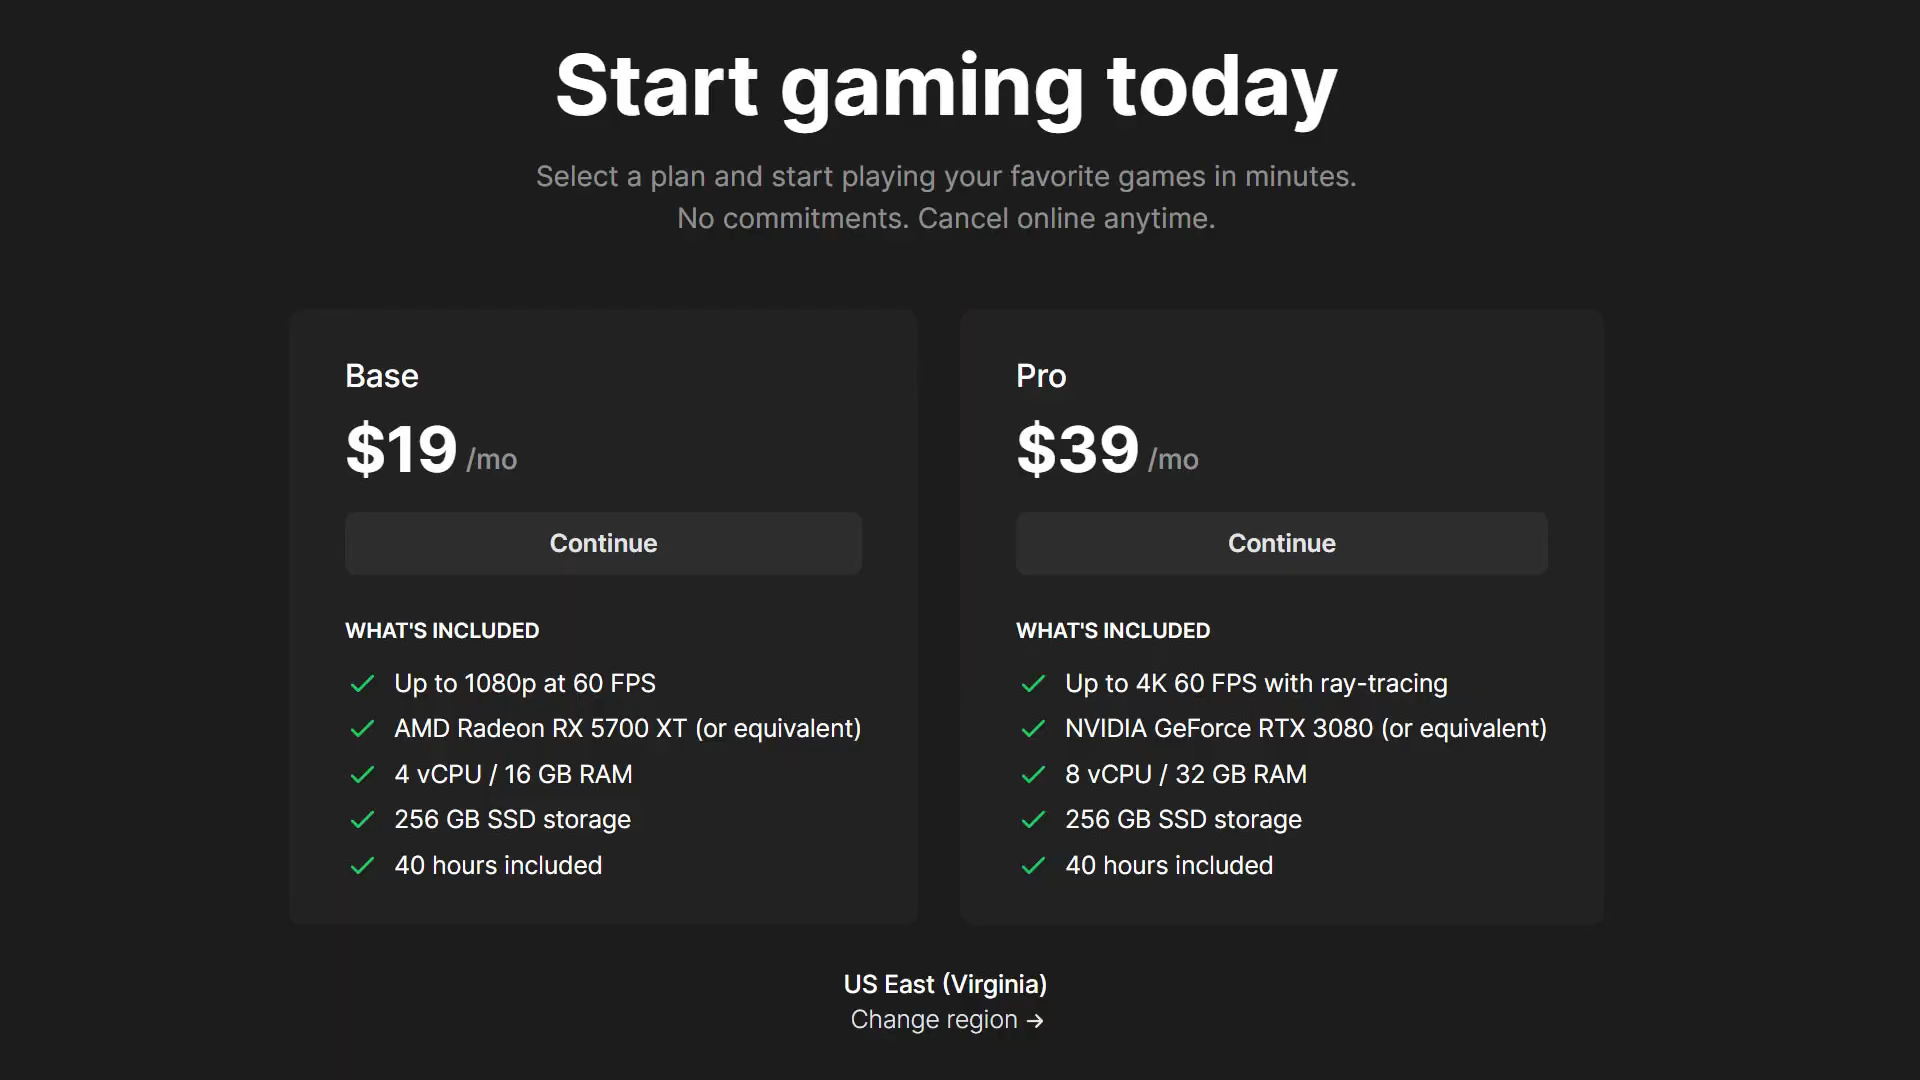 Start gaming today
Select a plan and start playing your favorite games in minutes.
No commitments. Cancel online anytime.
Base
$19 /mo
Continue
WHAT'S INCLUDED
Up to 1080p at 60 FPS
AMD Radeon RX 5700 XT (or equivalent)
4 vCPU / 16 GB RAM
256 GB SSD storage
40 hours included
Pro
$39 /mo
Continue
WHAT'S INCLUDED
Up to 4K 60 FPS with ray-tracing
NVIDIA GeForce RTX 3080 (or equivalent)
8 vCPU / 32 GB RAM
256 GB SSD storage
40 hours included
US East (Virginia)
Change region →